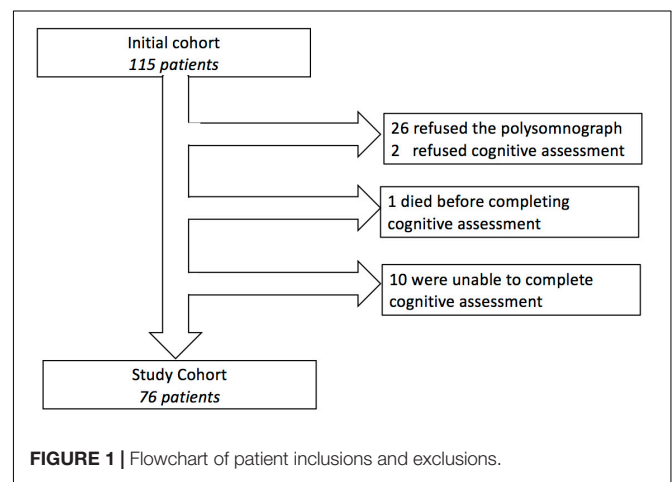 Initial cohort
115 patients
26 refused the polysomnograph
2 refused cognitive assessment
1 died before completing
cognitive assessment
10 were unable to complete
cognitive assessment
Study Cohort
76 patients
FIGURE 1 | Flowchart of patient inclusions and exclusions.